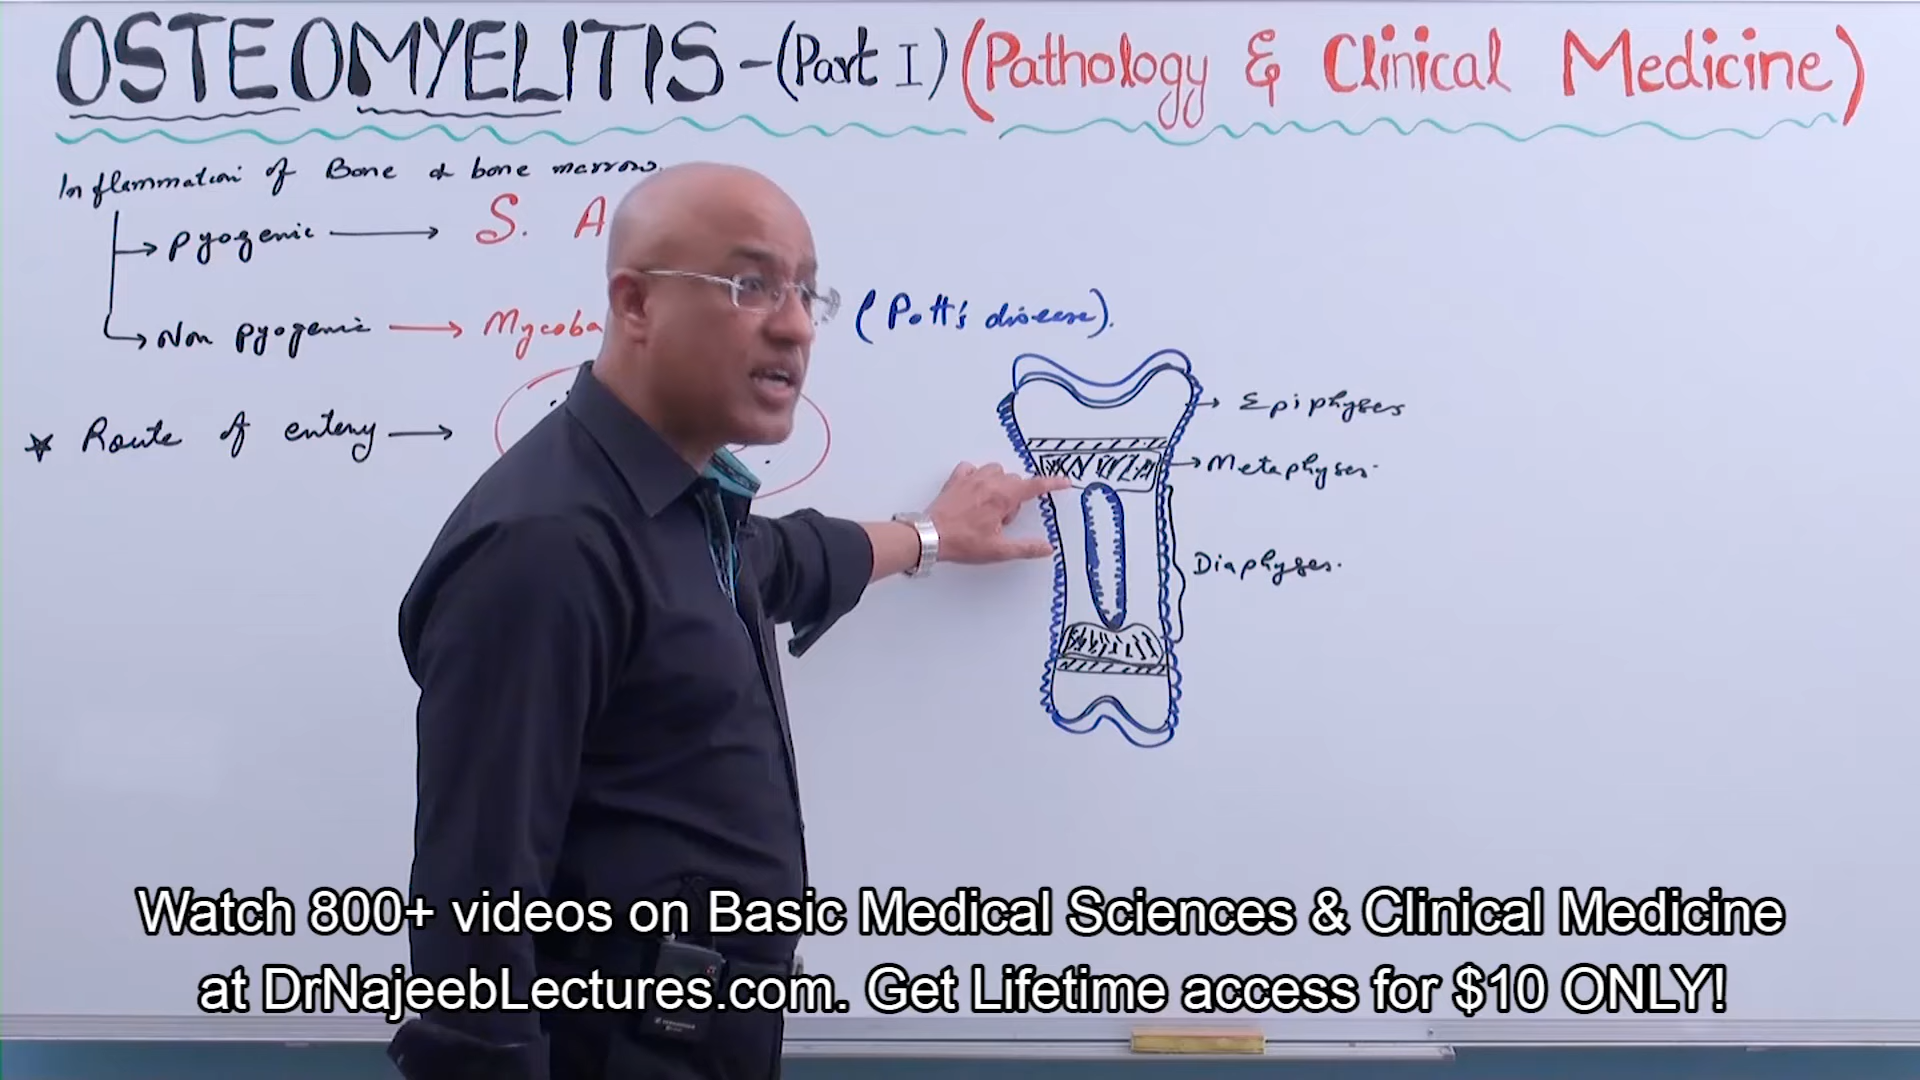 OSTEOMYELITIS - (Part I) (Pathology & Clinical Medicine)
Inflammation of Bone & bone marrow.
Pyogenic → S. A
Non pyogenic → Mycoba
(Pott's disease).
★ Route of enteny →
Epiphyses
Metaphyses.
Diaphyses.
Watch 800+ videos on Basic Medical Sciences & Clinical Medicine
at DrNajeebLectures.com. Get Lifetime access for $10 ONLY!